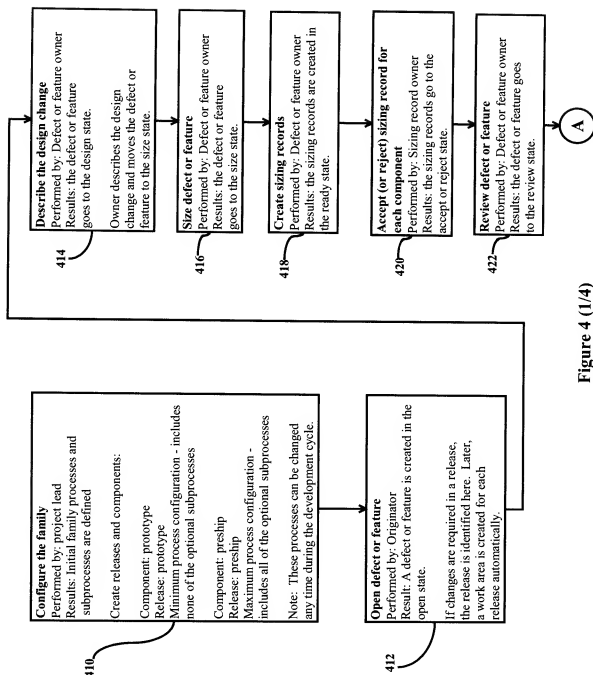 Configure the family
Performed by: project lead
Results: Initial family processes and
subprocesses are defined
Create releases and components:
Component: prototype
Release: prototype
Minimum process configuration - includes
none of the optional subprocesses
Component: preship
Release: preship
Maximum process configuration -
includes all of the optional subprocesses
Note: These processes can be changed
any time during the development cycle.
410
Open defect or feature
Performed by: Originator
Result: A defect or feature is created in the
open state.
If changes are required in a release,
the release is identified here. Later,
a work area is created for each
release automatically.
412
Describe the design change
Performed by: Defect or feature owner
Results: the defect or feature
goes to the design state.
Owner describes the design
change and moves the defect or
feature to the size state.
414
Size defect or feature
Performed by: Defect or feature owner
Results: the defect or feature
goes to the size state.
416
Create sizing records
Performed by: Defect or feature owner
Results: the sizing records are created in
the ready state.
418
Accept (or reject) sizing record for
each component
Performed by: Sizing record owner
Results: the sizing records go to the
accept or reject state.
420
Review defect or feature
Performed by: Defect or feature owner
Results: the defect or feature goes
to the review state.
422
A
Figure 4 (1/4)